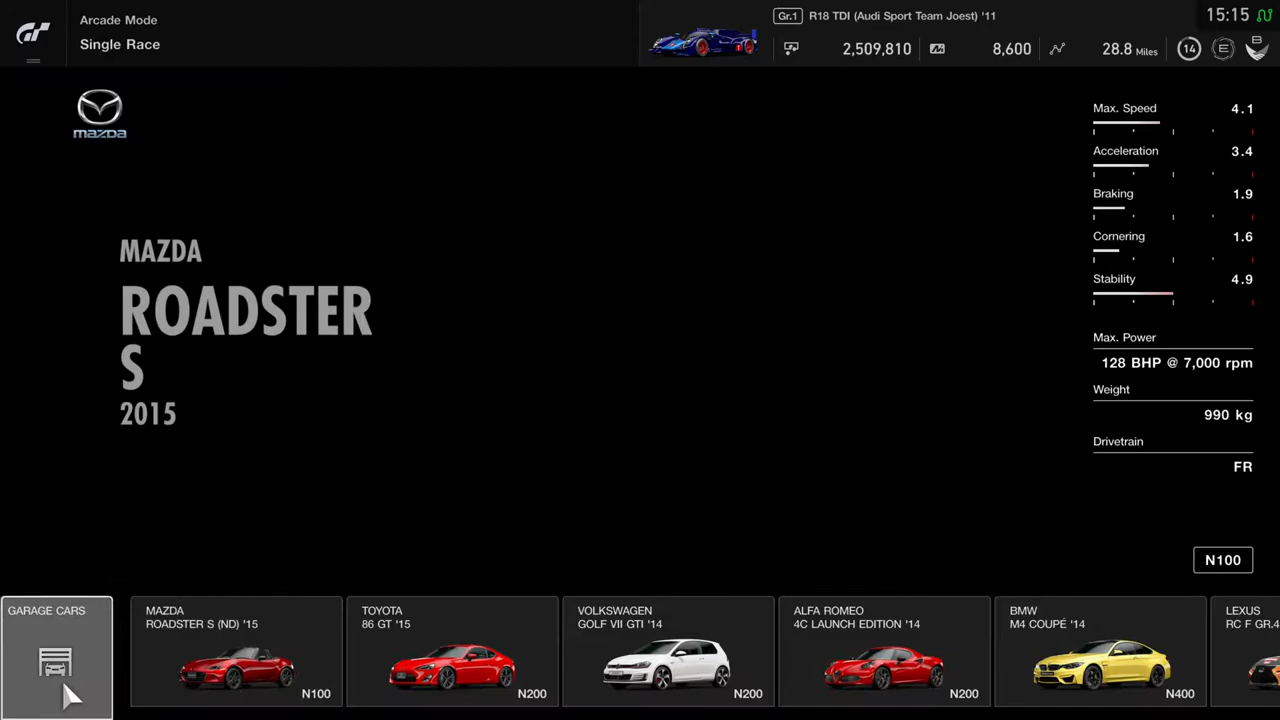 Arcade Mode
Single Race
Gr.1 R18 TDI (Audi Sport Team Joest) '11
2,509,810 8,600 28.8 Miles 14 E B
15:15
mazda
MAZDA
ROADSTER
S
2015
Max. Speed 4.1
Acceleration 3.4
Braking 1.9
Cornering 1.6
Stability 4.9
Max. Power
128 BHP @ 7,000 rpm
Weight
990 kg
Drivetrain
FR
N100
GARAGE CARS
MAZDA
ROADSTER S (ND) '15
N100
TOYOTA
86 GT '15
N200
VOLKSWAGEN
GOLF VII GTI '14
N200
ALFA ROMEO
4C LAUNCH EDITION '14
N200
BMW
M4 COUPÉ '14
N400
LEXUS
RC F GR.4